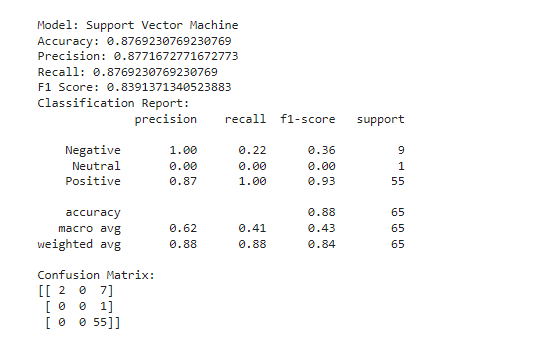 Model: Support Vector Machine
Accuracy: 0.8769230769230769
Precision: 0.8771672771672773
Recall: 0.8769230769230769
F1 Score: 0.8391371340523883
Classification Report:
precision recall f1-score support
Negative 1.00 0.22 0.36 9
Neutral 0.00 0.00 0.00 1
Positive 0.87 1.00 0.93 55
accuracy 0.88 65
macro avg 0.62 0.41 0.43 65
weighted avg 0.88 0.88 0.84 65
Confusion Matrix:
[[ 2 0 7]
[ 0 0 1]
[ 0 0 55]]